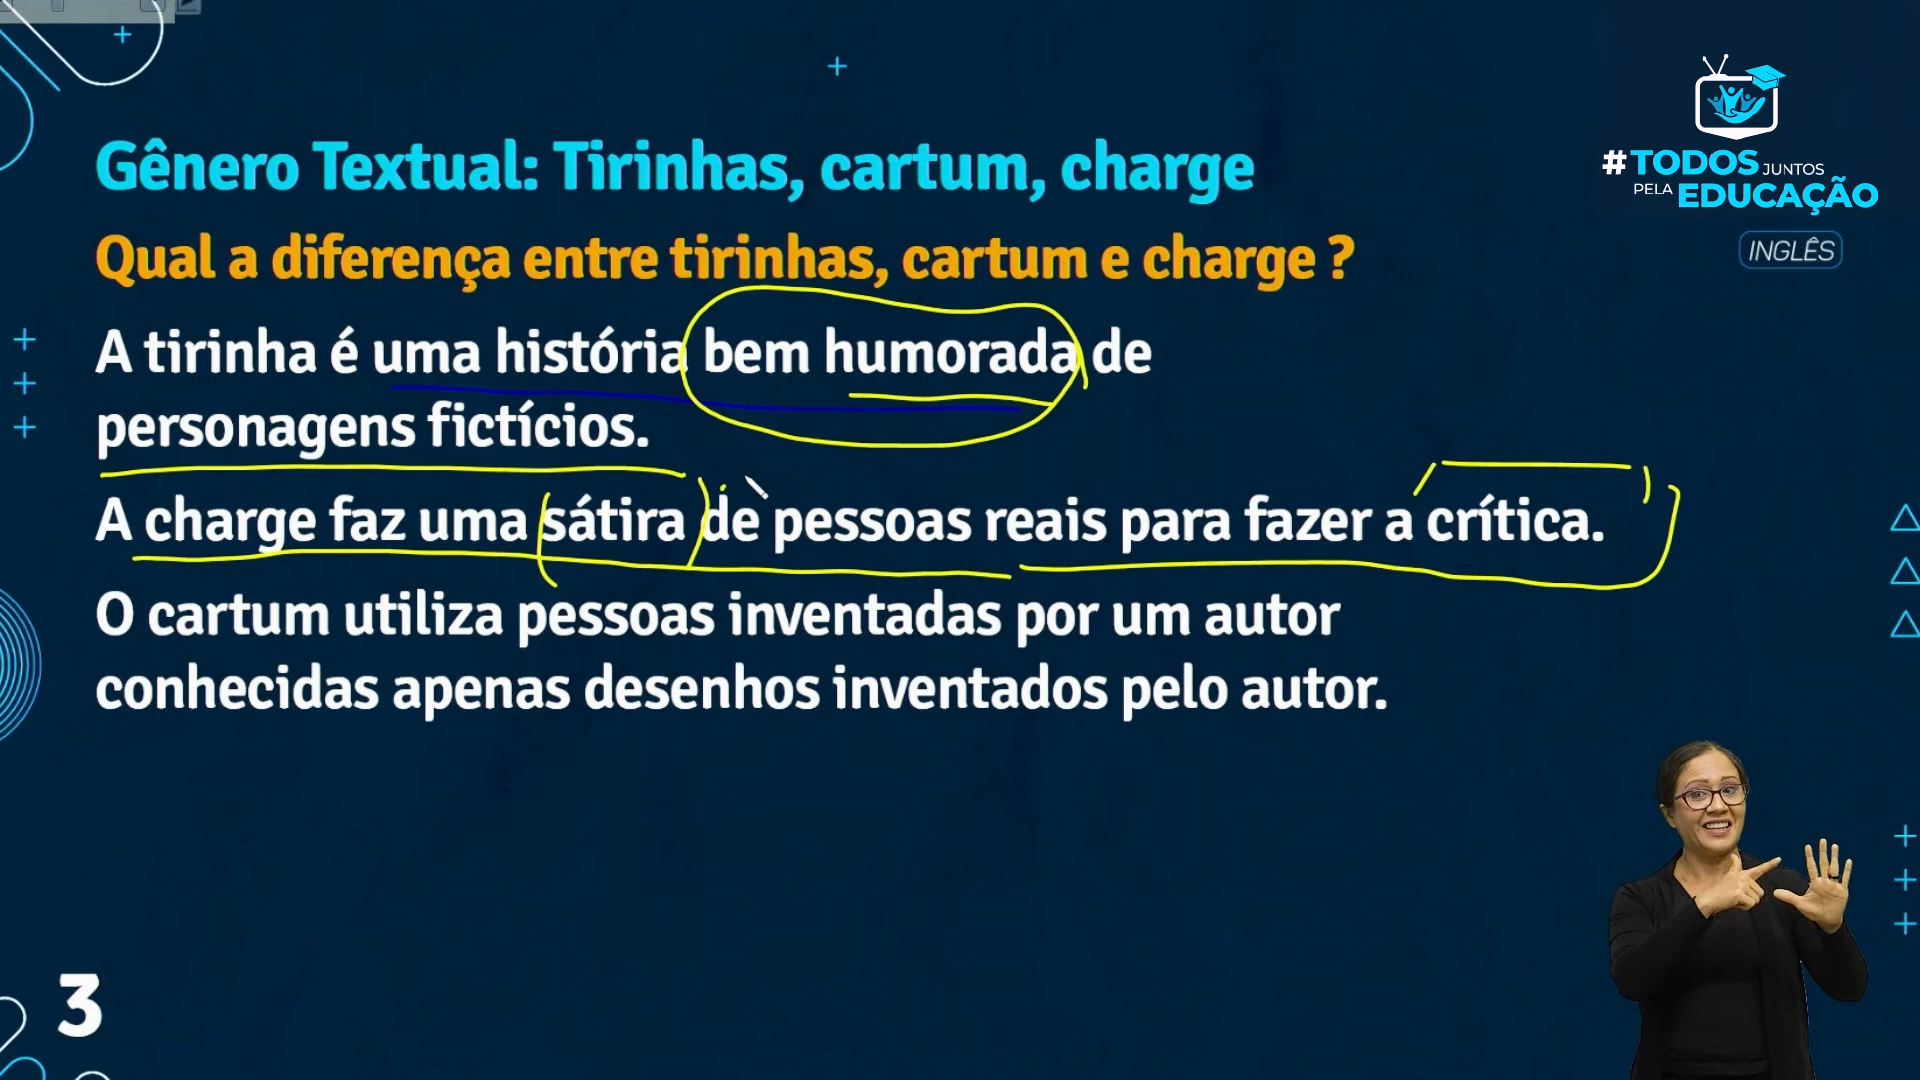 #TODOS JUNTOS
PELA EDUCAÇÃO
INGLÊS
Gênero Textual: Tirinhas, cartum, charge
Qual a diferença entre tirinhas, cartum e charge ?
A tirinha é uma história bem humorada de
personagens fictícios.
A charge faz uma sátira de pessoas reais para fazer a crítica.
O cartum utiliza pessoas inventadas por um autor
conhecidas apenas desenhos inventados pelo autor.
3